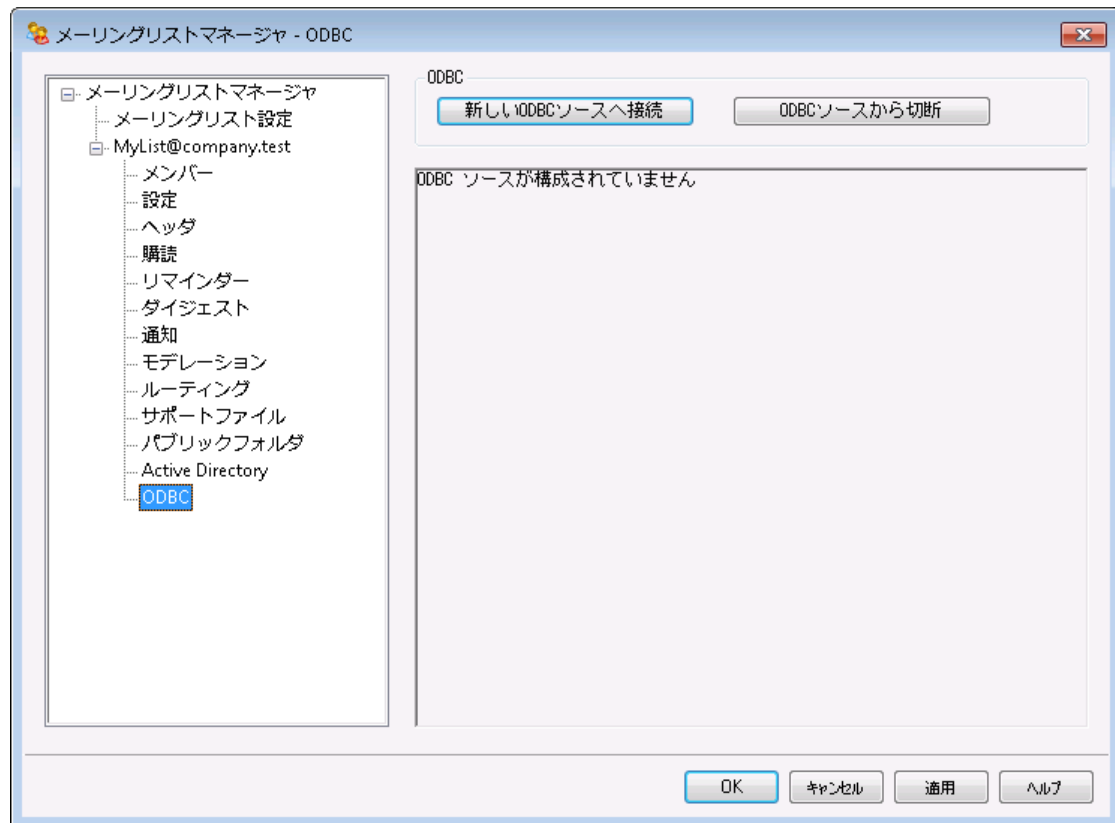 メーリングリストマネージャ - ODBC
メーリングリストマネージャ
メーリングリスト設定
MyList@company.test
メンバー
設定
ヘッダ
購読
リマインダー
ダイジェスト
通知
モデレーション
ルーティング
サポートファイル
パブリックフォルダ
Active Directory
ODBC
ODBC
新しいODBCソースへ接続
ODBCソースから切断
ODBC ソースが構成されていません
OK
キャンセル
適用
ヘルプ